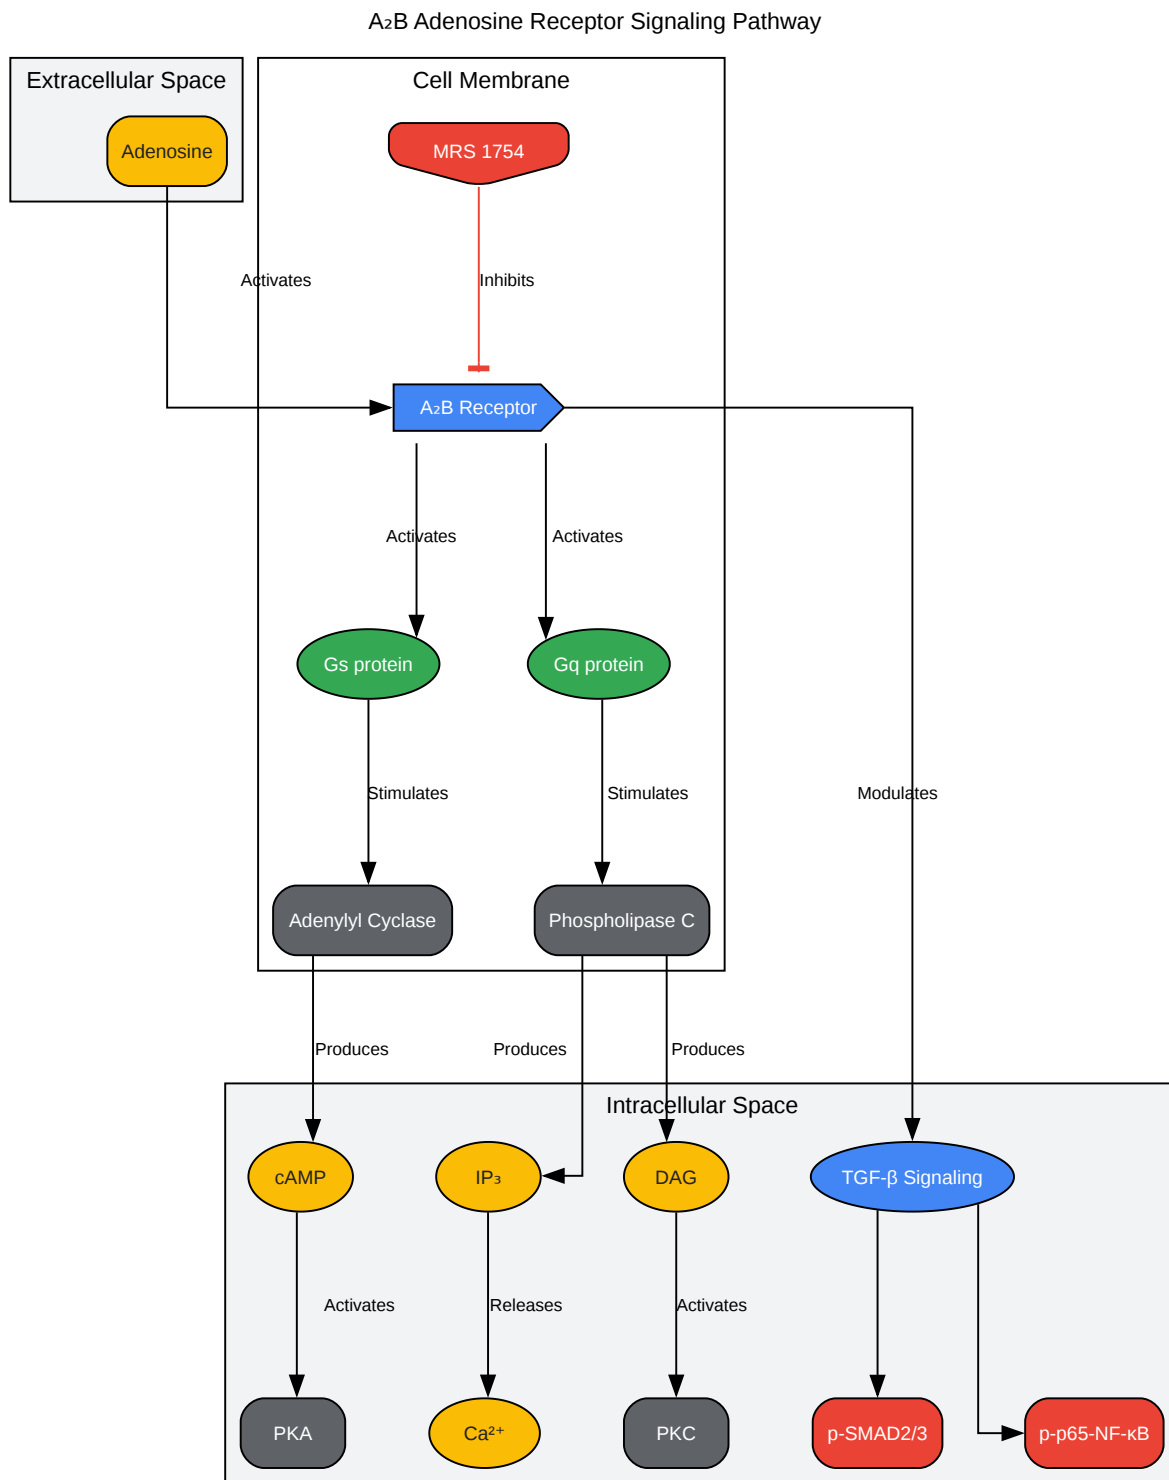 A₂B Adenosine Receptor Signaling Pathway
Extracellular Space
Cell Membrane
Adenosine
MRS 1754
Activates
Inhibits
A₂B Receptor
Activates
Activates
Gs protein
Gq protein
Stimulates
Stimulates
Modulates
Adenylyl Cyclase
Phospholipase C
Produces
Produces
Produces
Intracellular Space
cAMP
IP₃
DAG
TGF-β Signaling
Activates
Releases
Activates
PKA
Ca²⁺
PKC
p-SMAD2/3
p-p65-NF-κB